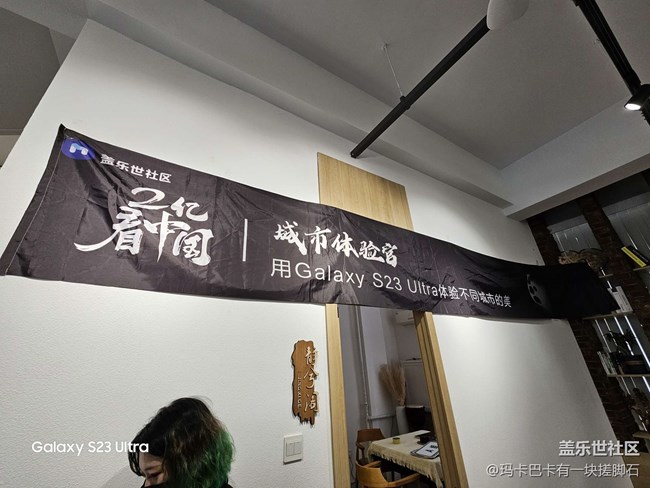 盖乐世社区
2亿
看中国
城市体验官
用Galaxy S23 Ultra体验不同城市的美
Galaxy S23 Ultra
盖乐世社区
@玛卡巴卡有一块搓脚石